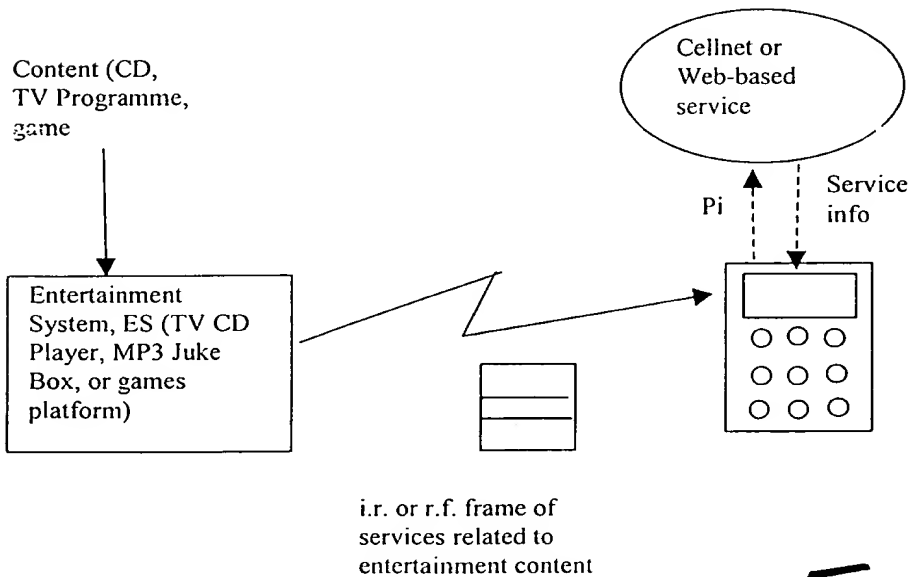 Content (CD,
TV Programme,
game
Cellnet or
Web-based
service
Pi
Service
info
Entertainment
System, ES (TV CD
Player, MP3 Juke
Box, or games
platform)
i.r. or r.f. frame of
services related to
entertainment content